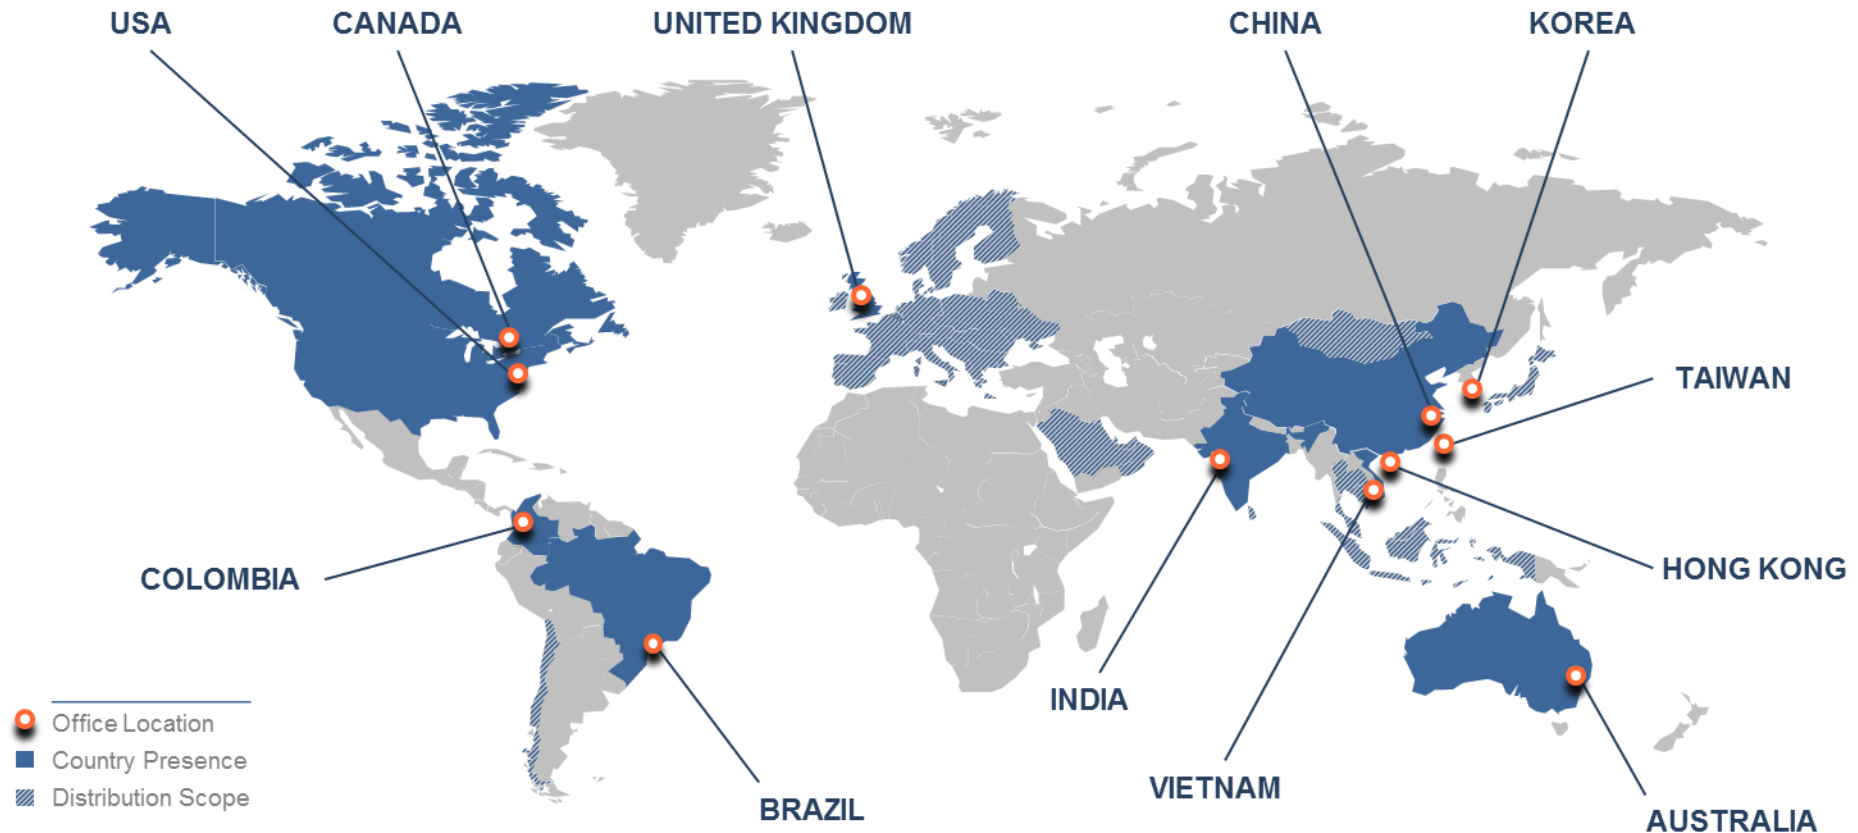 USA
CANADA
UNITED KINGDOM
CHINA
KOREA
TAIWAN
HONG KONG
COLOMBIA
INDIA
VIETNAM
BRAZIL
AUSTRALIA
Office Location
Country Presence
Distribution Scope